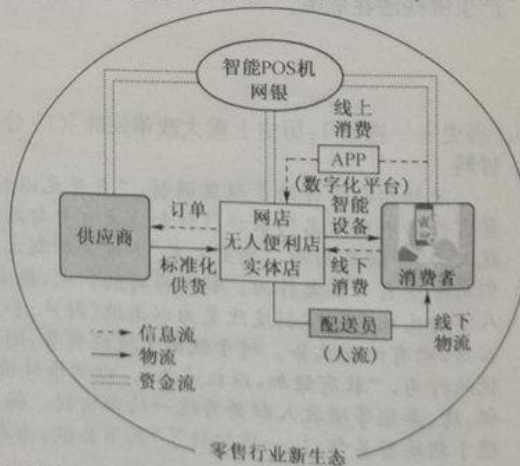 智能POS机
网银
线上
消费
APP
(数字化平台)
订单
供应商
标准化
供货
网店
无人便利店
实体店
智能
设备
线下
消费
消费者
配送员
(人流)
线下
物流
信息流
物流
资金流
零售行业新生态